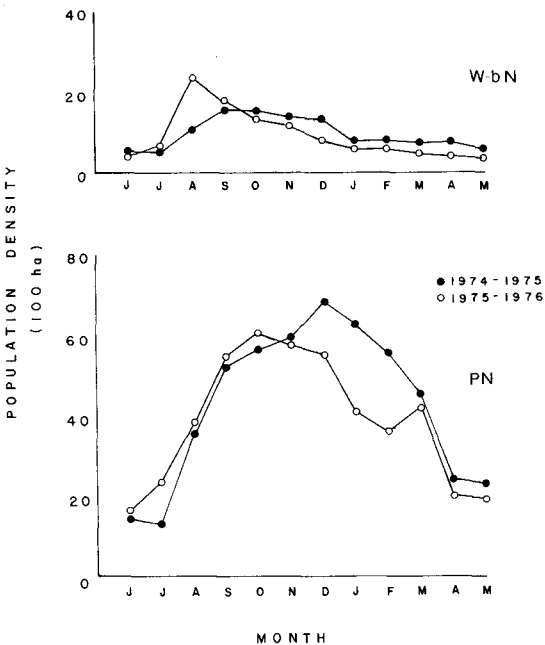 40
W-bN
20
0
J J A S O N D J F M A M
POPULATION DENSITY
(100 ha)
80
1974-1975
1975-1976
60
PN
40
20
0
J J A S O N D J F M A M
MONTH